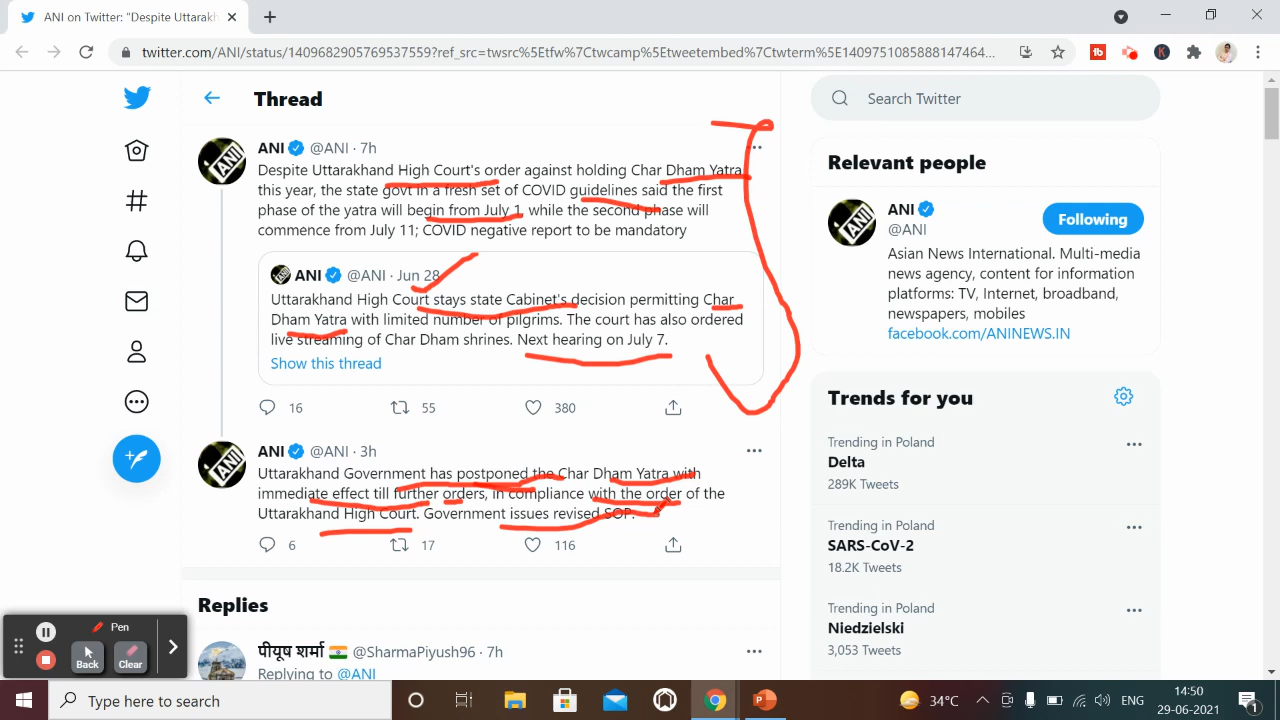 ANI on Twitter: "Despite Uttarakh
twitter.com/ANI/status/1409682905769537559?ref_src=twsrc%5Etfw%7Ctwcamp%5Etweetembed%7Ctwterm%5E1409751085888147464...
Thread
Search Twitter
ANI @ANI · 7h
Despite Uttarakhand High Court's order against holding Char Dham Yatra
this year, the state govt in a fresh set of COVID guidelines said the first
phase of the yatra will begin from July 1, while the second phase will
commence from July 11; COVID negative report to be mandatory
ANI @ANI · Jun 28
Uttarakhand High Court stays state Cabinet's decision permitting Char
Dham Yatra with limited number of pilgrims. The court has also ordered
live streaming of Char Dham shrines. Next hearing on July 7.
Show this thread
16 55 380
ANI @ANI · 3h
Uttarakhand Government has postponed the Char Dham Yatra with
immediate effect till further orders, in compliance with the order of the
Uttarakhand High Court. Government issues revised SOP.
6 17 116
Replies
पीयूष शर्मा @SharmaPiyush96 · 7h
Replying to @ANI
Relevant people
ANI
@ANI
Following
Asian News International. Multi-media
news agency, content for information
platforms: TV, Internet, broadband,
newspapers, mobiles
facebook.com/ANINEWS.IN
Trends for you
Trending in Poland
Delta
289K Tweets
Trending in Poland
SARS-CoV-2
18.2K Tweets
Trending in Poland
Niedzielski
3,053 Tweets
Pen
Back Clear
Type here to search
34°C ENG
14:50
29-06-2021